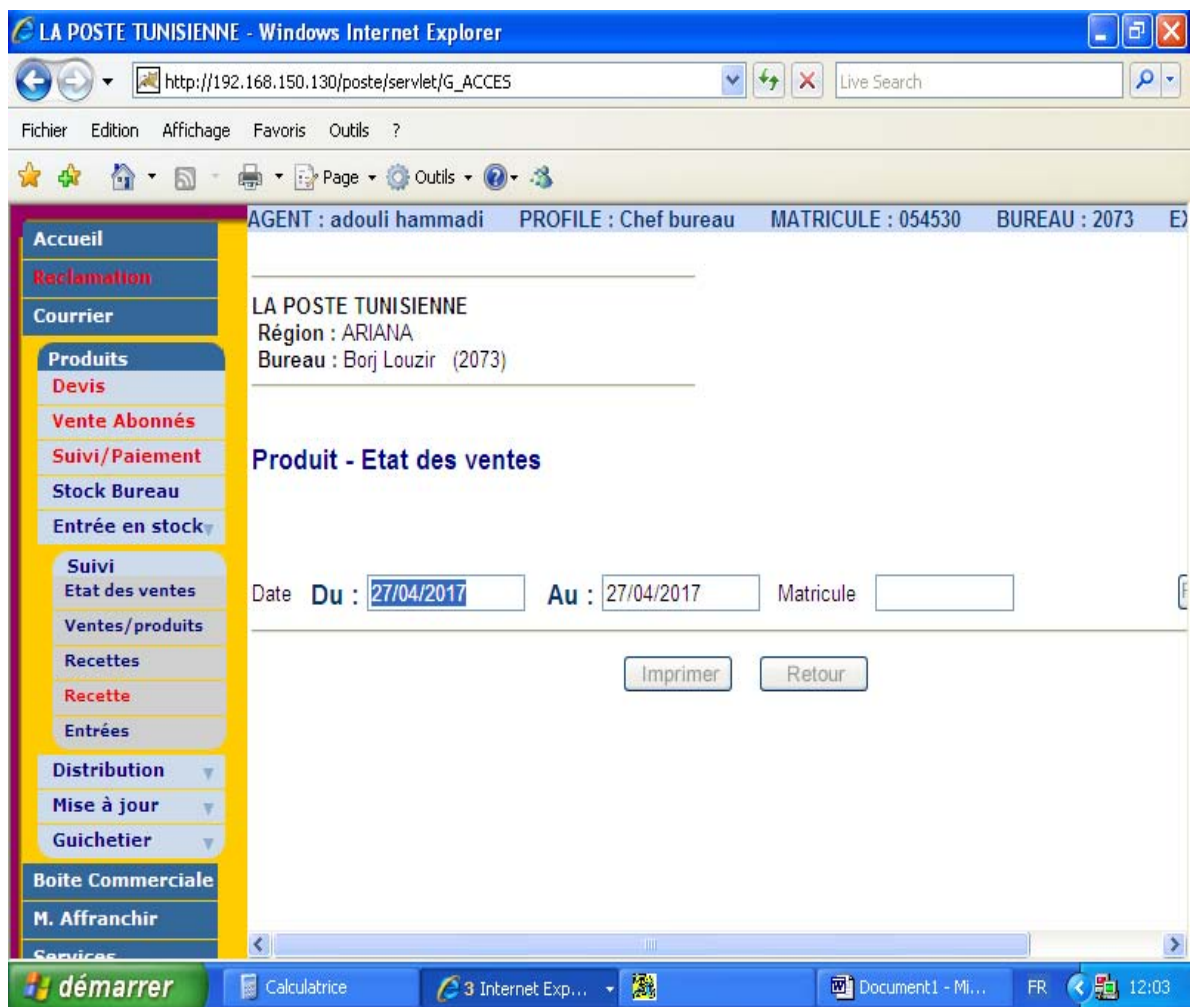 LA POSTE TUNISIENNE - Windows Internet Explorer
http://192.168.150.130/poste/servlet/G_ACCES
Live Search
Fichier Edition Affichage Favoris Outils ?
Page Outils
AGENT : adouli hammadi PROFILE : Chef bureau MATRICULE : 054530 BUREAU : 2073
Accueil
Reclamation
Courrier
Produits
Devis
Vente Abonnés
Suivi/Paiement
Stock Bureau
Entrée en stock
Suivi
Etat des ventes
Ventes/produits
Recettes
Recette
Entrées
Distribution
Mise à jour
Guichetier
Boite Commerciale
M. Affranchir
Services
LA POSTE TUNISIENNE
Région : ARIANA
Bureau : Borj Louzir (2073)
Produit - Etat des ventes
Date Du : 27/04/2017 Au : 27/04/2017 Matricule
Imprimer Retour
démarrer Calculatrice 3 Internet Exp... Document1 - Mi... FR 12:03